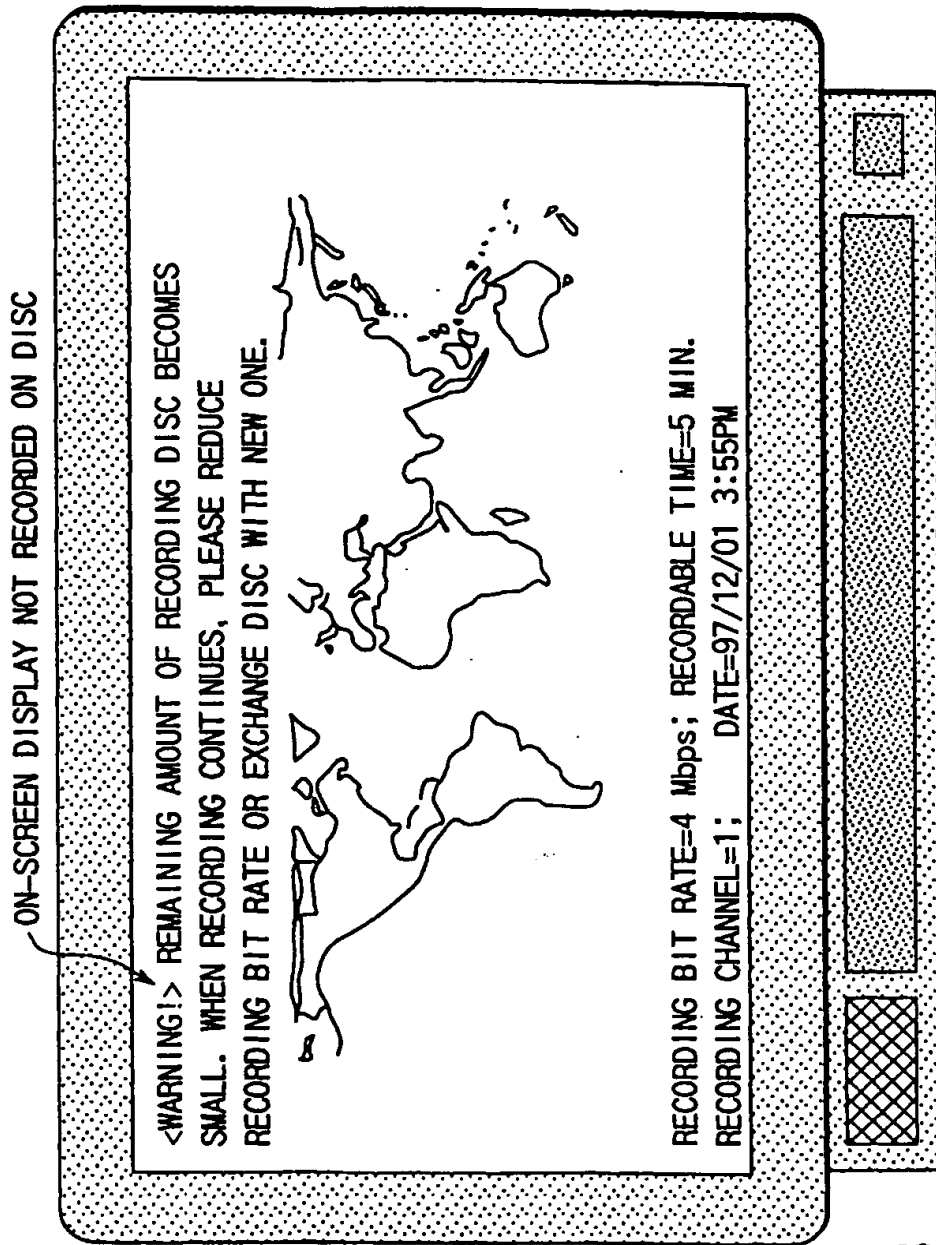 ON-SCREEN DISPLAY NOT RECORDED ON DISC
<WARNING!> REMAINING AMOUNT OF RECORDING DISC BECOMES
SMALL. WHEN RECORDING CONTINUES, PLEASE REDUCE
RECORDING BIT RATE OR EXCHANGE DISC WITH NEW ONE.
RECORDING BIT RATE=4 Mbps; RECORDABLE TIME=5 MIN.
RECORDING CHANNEL=1; DATE=97/12/01 3:55PM